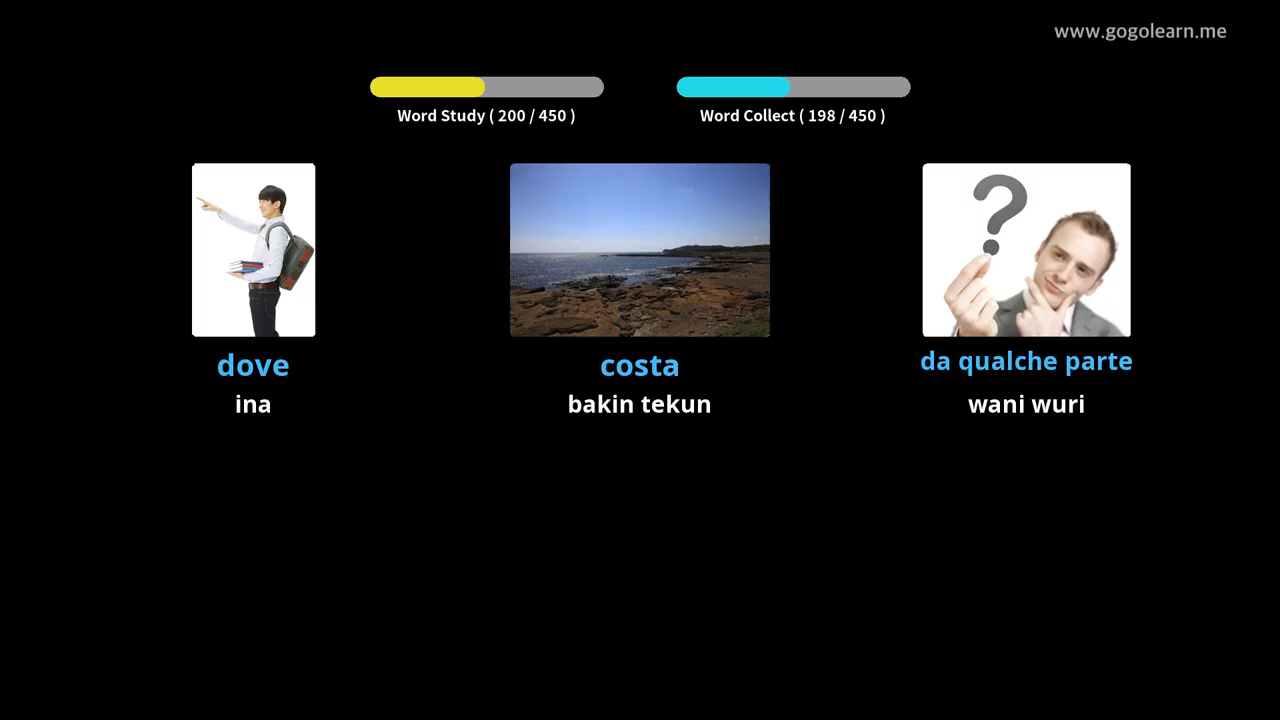 www.gogolearn.me
Word Study ( 200 / 450 )
Word Collect ( 198 / 450 )
dove
ina
costa
bakin tekun
da qualche parte
wani wuri